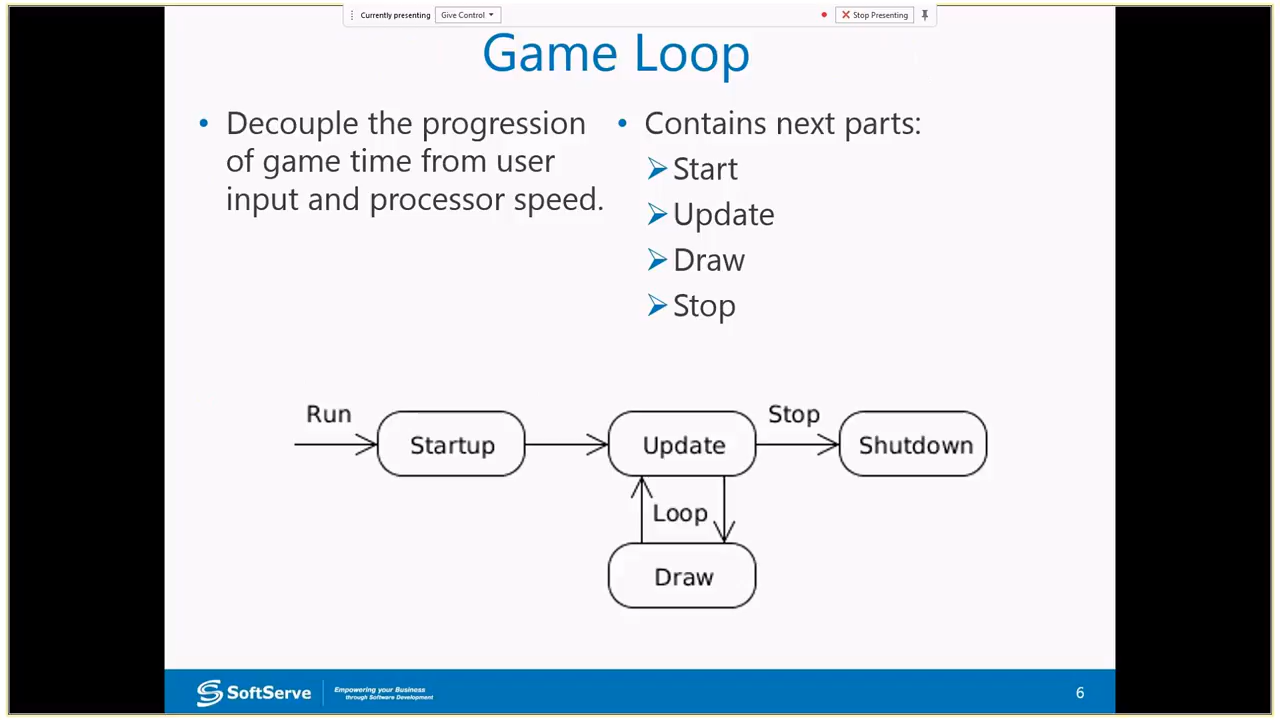 Currently presenting
Give Control
Stop Presenting
Game Loop
• Decouple the progression
of game time from user
input and processor speed.
• Contains next parts:
Start
Update
Draw
Stop
Run
Startup
Update
Stop
Shutdown
Loop
Draw
SoftServe
Empowering your Business
through Software Development
6